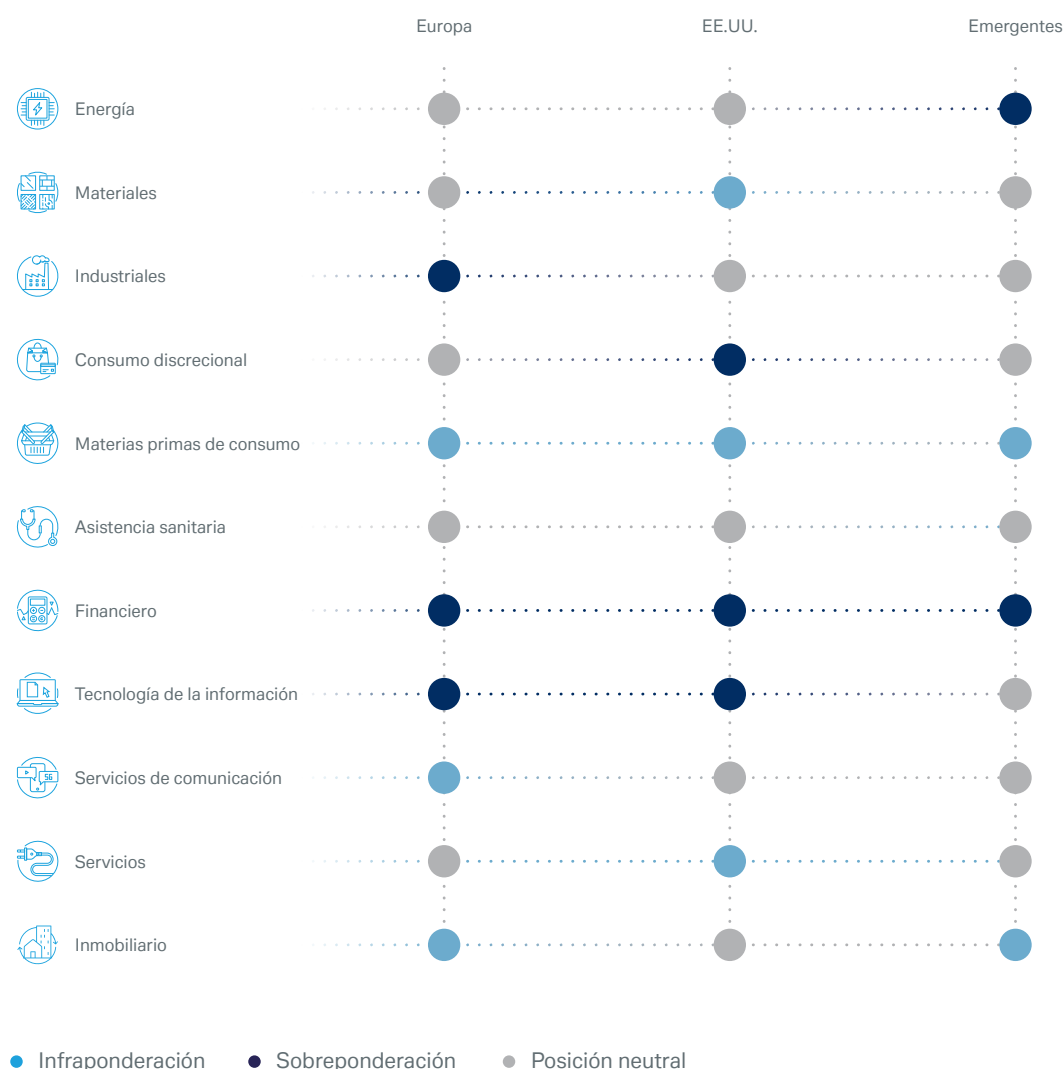 Europa EE.UU. Emergentes
Energía
Materiales
Industriales
Consumo discrecional
Materias primas de consumo
Asistencia sanitaria
Financiero
Tecnología de la información
5G
Servicios de comunicación
Servicios
Inmobiliario
Infraponderación Sobreponderación Posición neutral